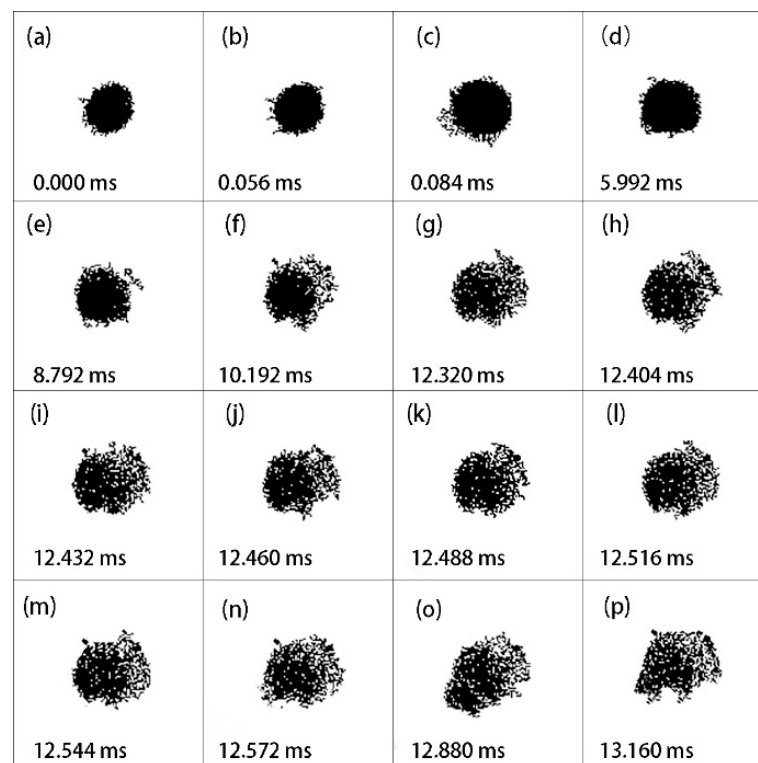 (a) (b) (c) (d)
0.000 ms 0.056 ms 0.084 ms 5.992 ms
(e) (f) (g) (h)
8.792 ms 10.192 ms 12.320 ms 12.404 ms
(i) (j) (k) (l)
12.432 ms 12.460 ms 12.488 ms 12.516 ms
(m) (n) (o) (p)
12.544 ms 12.572 ms 12.880 ms 13.160 ms